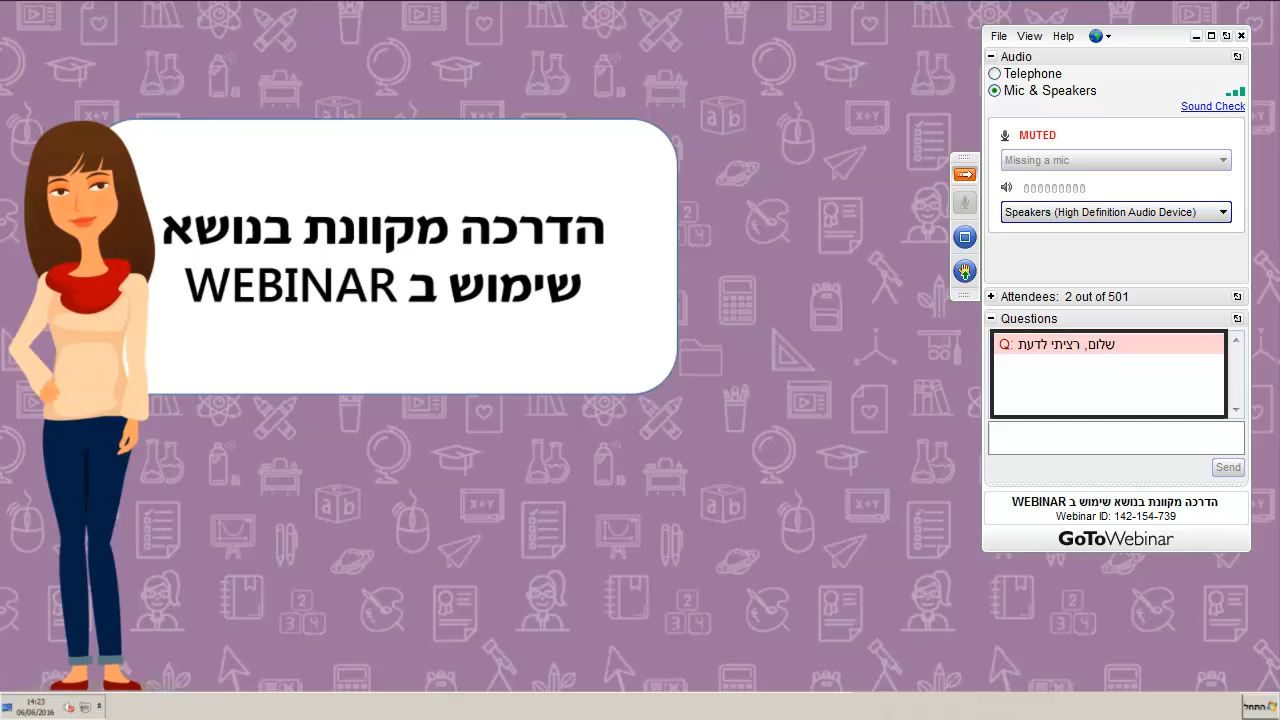 הדרכה מקוונת בנושא
שימוש ב WEBINAR
File View Help
Audio
Telephone
Mic & Speakers
Sound Check
MUTED
Missing a mic
Speakers (High Definition Audio Device)
Attendees: 2 out of 501
Questions
Q: שלום, רציתי לדעת
Send
הדרכה מקוונת בנושא שימוש ב WEBINAR
Webinar ID: 142-154-739
GoToWebinar
14:23
06/06/2016
התחל